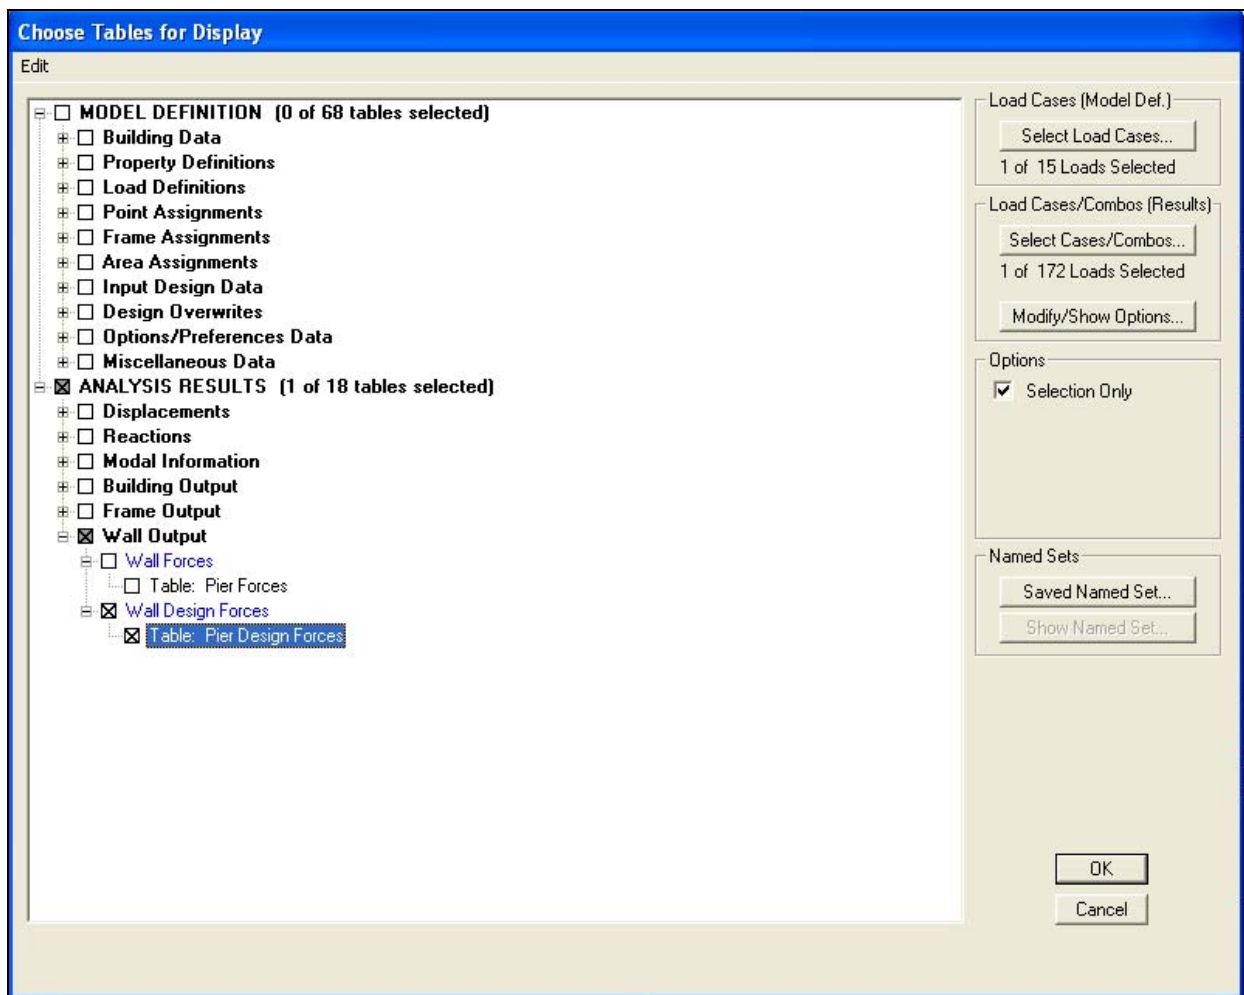 Choose Tables for Display
Edit
MODEL DEFINITION (0 of 68 tables selected)
Building Data
Property Definitions
Load Definitions
Point Assignments
Frame Assignments
Area Assignments
Input Design Data
Design Overwrites
Options/Preferences Data
Miscellaneous Data
ANALYSIS RESULTS (1 of 18 tables selected)
Displacements
Reactions
Modal Information
Building Output
Frame Output
Wall Output
Wall Forces
Table: Pier Forces
Wall Design Forces
Table: Pier Design Forces
Load Cases (Model Def.)
Select Load Cases...
1 of 15 Loads Selected
Load Cases/Combos (Results)
Select Cases/Combos...
1 of 172 Loads Selected
Modify/Show Options...
Options
Selection Only
Named Sets
Saved Named Set...
Show Named Set...
OK
Cancel